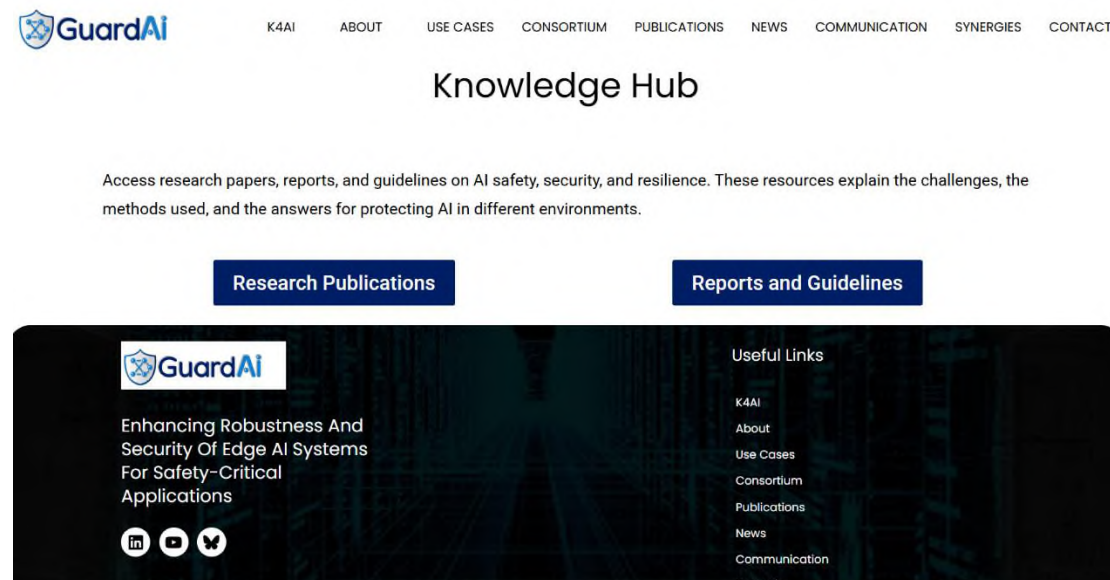 GuardAi
K4AI
ABOUT
USE CASES
CONSORTIUM
PUBLICATIONS
NEWS
COMMUNICATION
SYNERGIES
CONTACT
Knowledge Hub
Access research papers, reports, and guidelines on AI safety, security, and resilience. These resources explain the challenges, the
methods used, and the answers for protecting AI in different environments.
Research Publications
Reports and Guidelines
GuardAi
Enhancing Robustness And
Security Of Edge AI Systems
For Safety-Critical
Applications
in
Useful Links
K4AI
About
Use Cases
Consortium
Publications
News
Communication